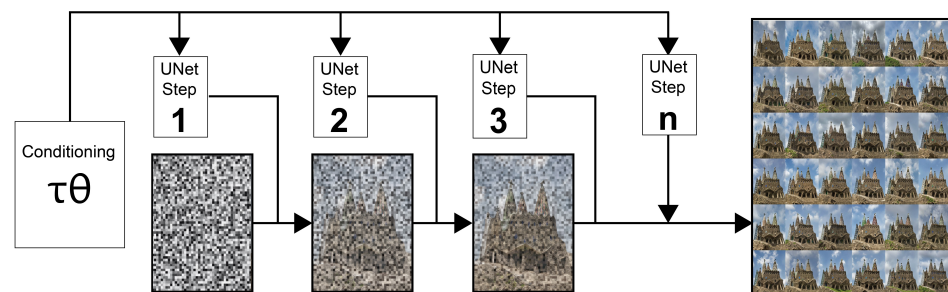 UNet
Step
1
UNet
Step
2
UNet
Step
3
UNet
Step
n
Conditioning
τθ